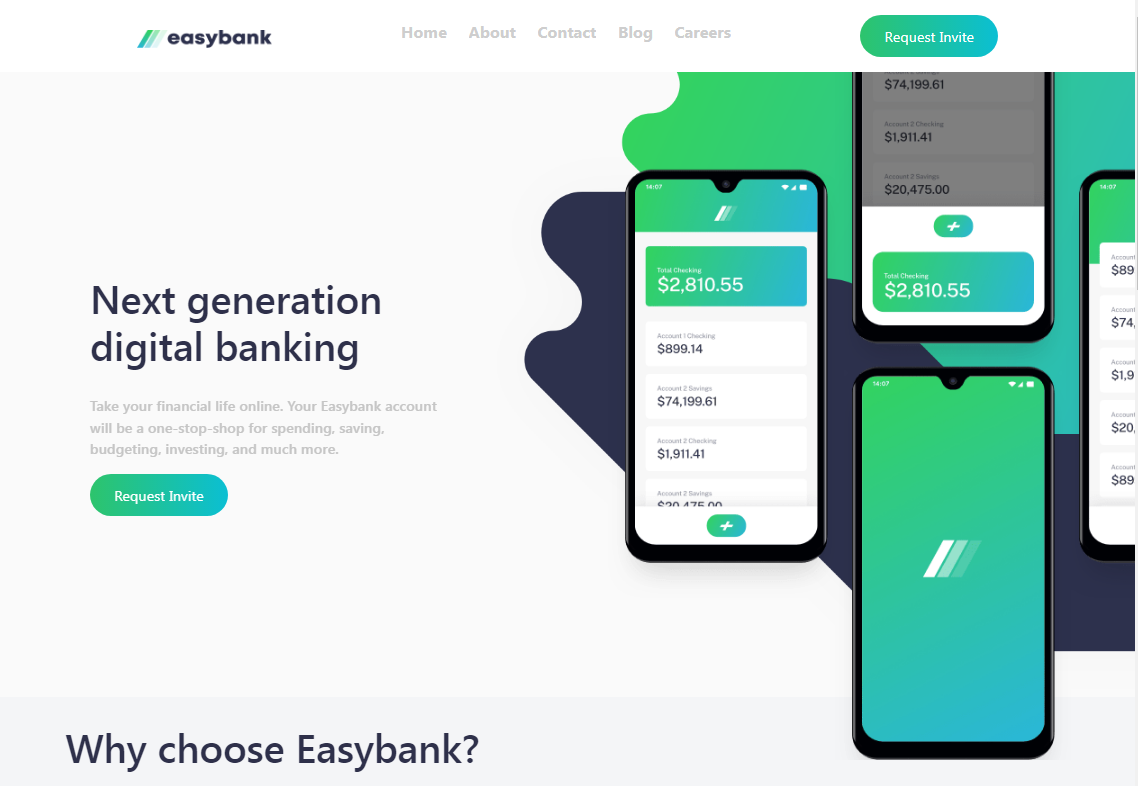 easybank
Home About Contact Blog Careers
Request Invite
Next generation
digital banking
Take your financial life online. Your Easybank account
will be a one-stop-shop for spending, saving,
budgeting, investing, and much more.
Request Invite
14:07
Total Checking
$2,810.55
Account 1 Checking
$899.14
Account 2 Savings
$74,199.61
Account 2 Checking
$1,911.41
Account 2 Savings
$20,475.00
$74,199.61
Account 2 Checking
$1,911.41
Account 2 Savings
$20,475.00
Total Checking
$2,810.55
14:07
14:07
Account
$89
Account
$74,
Account
$1,9
Account
$20,
Account
$89
Why choose Easybank?